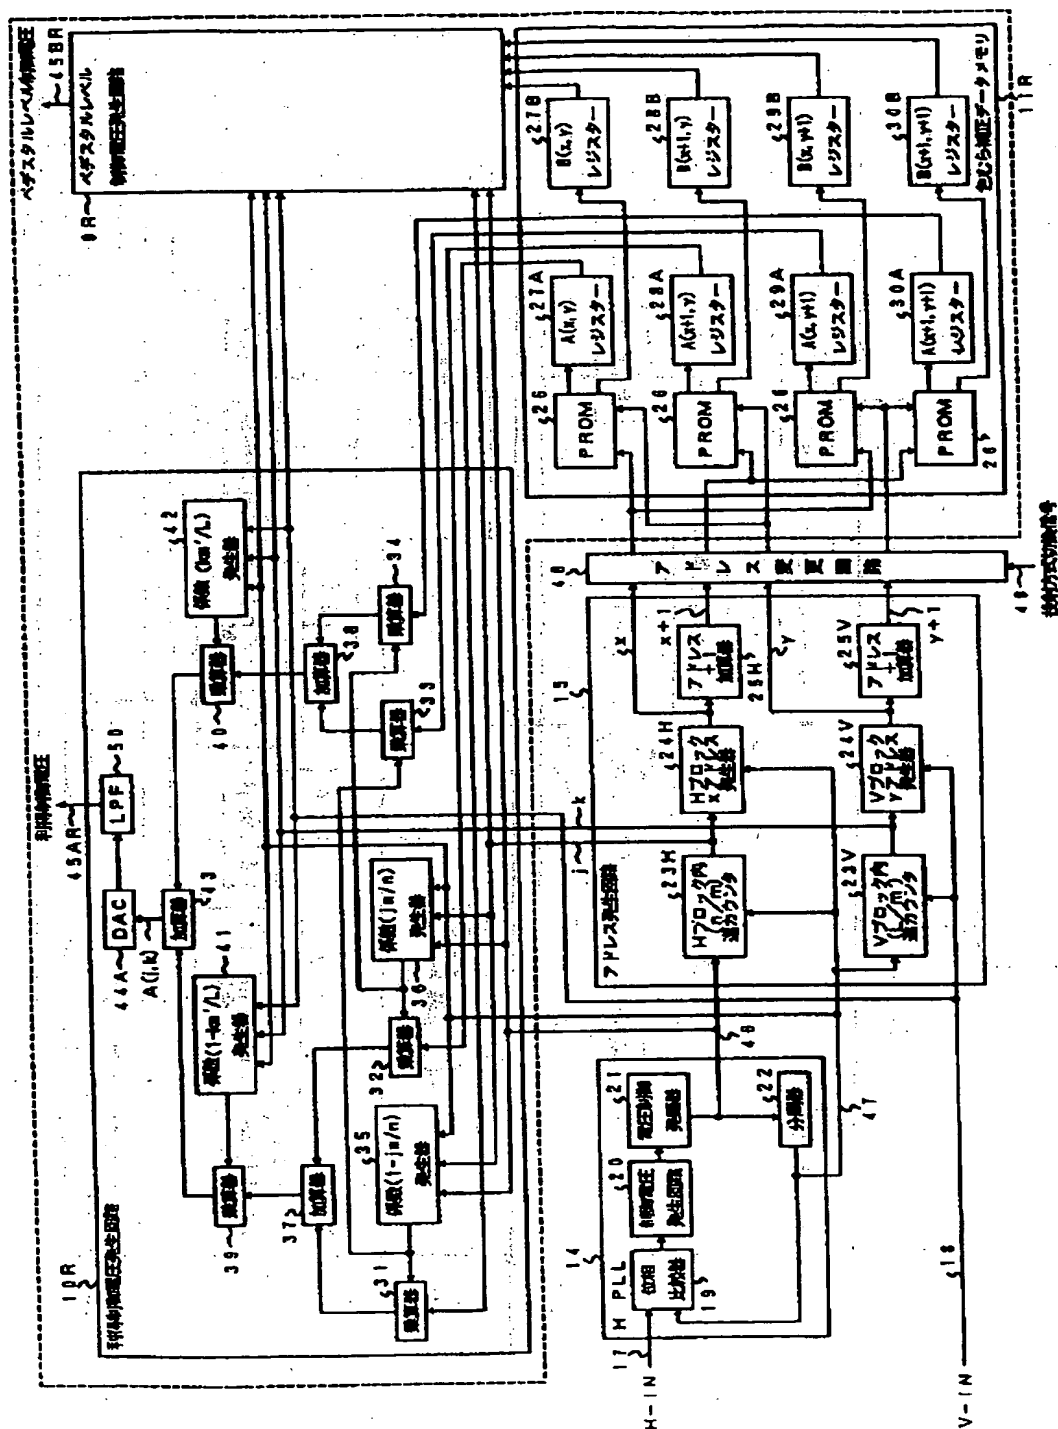 ペデスタルレベル制御電圧
45BR
9R
ペデスタルレベル
制御電圧発生回路
利得制御電圧
45AR
LPF
50
44A
DAC
A(j,k)
加算器
43
10R
利得制御電圧発生回路
42
係数(km'/L)
発生器
係数(1-km'/L)
発生器
41
乗算器
39
乗算器
40
加算器
37
加算器
38
乗算器
31
乗算器
32
乗算器
33
乗算器
34
係数(1-jm/n)
発生器
35
係数(jm/n)
発生器
36
27B
B(x,y)
レジスター
28B
B(x+1,y)
レジスター
29B
B(x,y+1)
レジスター
30B
B(x+1,y+1)
レジスター
色むら補正データメモリ
11R
27A
A(x,y)
レジスター
28A
A(x+1,y)
レジスター
29A
A(x,y+1)
レジスター
30A
A(x+1,y+1)
レジスター
26
PROM
26
PROM
26
PROM
26
PROM
48
アドレス変更回路
49
投射方式切換信号
15
アドレス発生回路
j
k
x
x+1
y
y+1
アドレス
+1
加算器
25H
アドレス
+1
加算器
25V
24H
Hブロック
xアドレス
発生器
24V
Vブロック
yアドレス
発生器
23H
Hブロック内
(n/m)
進カウンタ
23V
Vブロック内
(L/m')
進カウンタ
46
47
14
H PLL
位相
比較器
19
20
制御電圧
発生回路
21
電圧制御
発振器
22
分周器
17
H-IN
18
V-IN